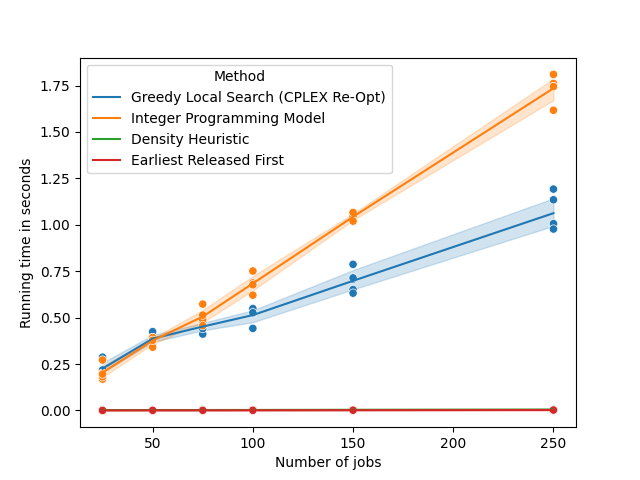 Method
Greedy Local Search (CPLEX Re-Opt)
Integer Programming Model
Density Heuristic
Earliest Released First
Running time in seconds
1.75
1.50
1.25
1.00
0.75
0.50
0.25
0.00
50 100 150 200 250
Number of jobs